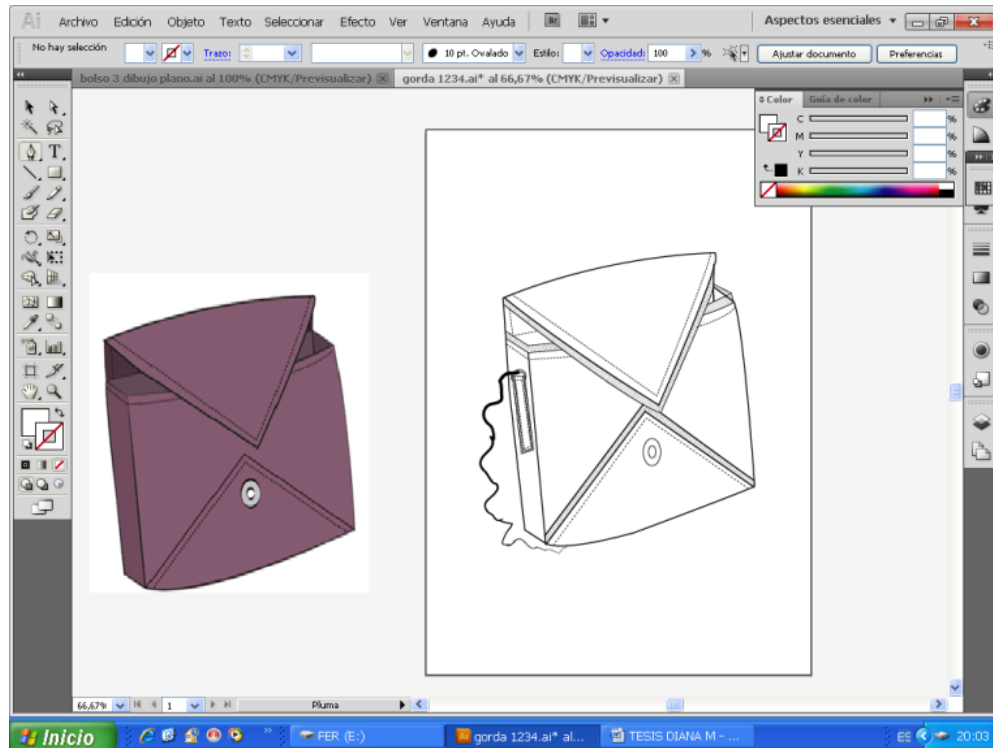 Ai Archivo Edición Objeto Texto Seleccionar Efecto Ver Ventana Ayuda Br Aspectos esenciales
No hay selección Trazo: 10 pt. Ovalado Estilo: Opacidad: 100 % Ajustar documento Preferencias
bolso 3 dibujo plano.ai al 100% (CMYK/Previsualizar) gorda 1234.ai* al 66,67% (CMYK/Previsualizar)
Color Guía de color
C %
M %
Y %
K %
T
66,67% 1 Pluma
Inicio FER (E:) Ai gorda 1234.ai* al... TESIS DIANA M - ... ES 20:03